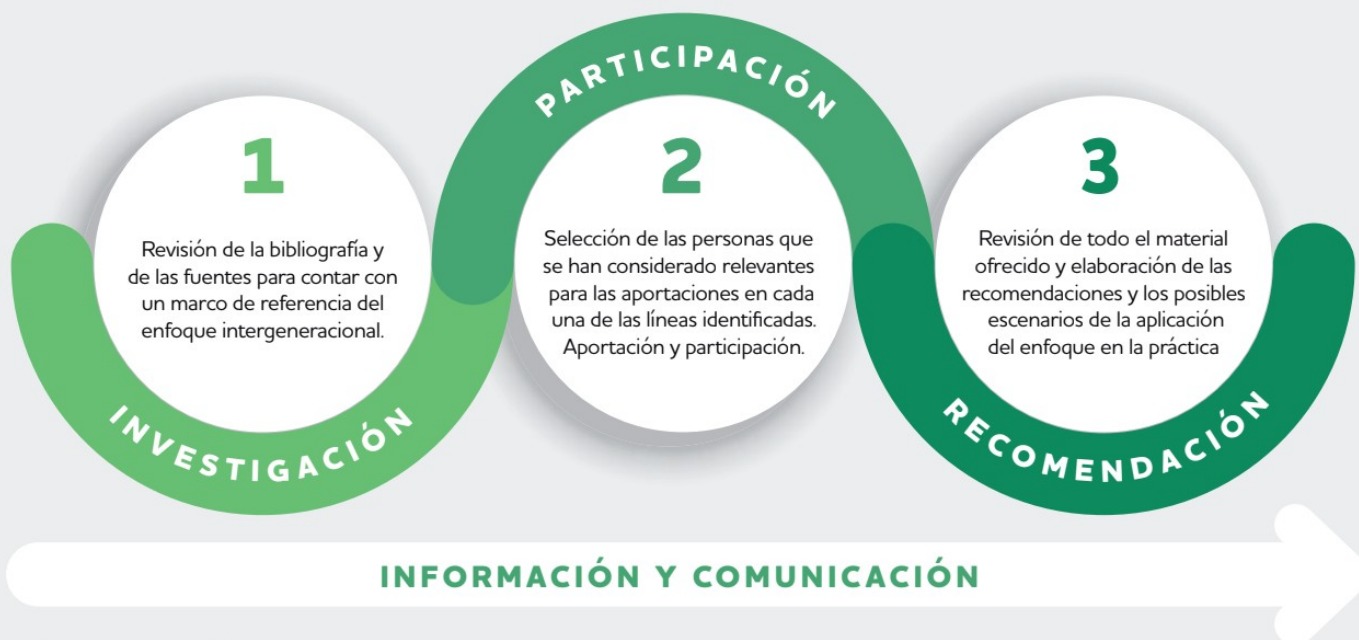 1
Revisión de la bibliografía y
de las fuentes para contar con
un marco de referencia del
enfoque intergeneracional.
INVESTIGACIÓN
PARTICIPACIÓN
2
Selección de las personas que
se han considerado relevantes
para las aportaciones en cada
una de las líneas identificadas.
Aportación y participación.
3
Revisión de todo el material
ofrecido y elaboración de las
recomendaciones y los posibles
escenarios de la aplicación
del enfoque en la práctica
RECOMENDACIÓN
INFORMACIÓN Y COMUNICACIÓN